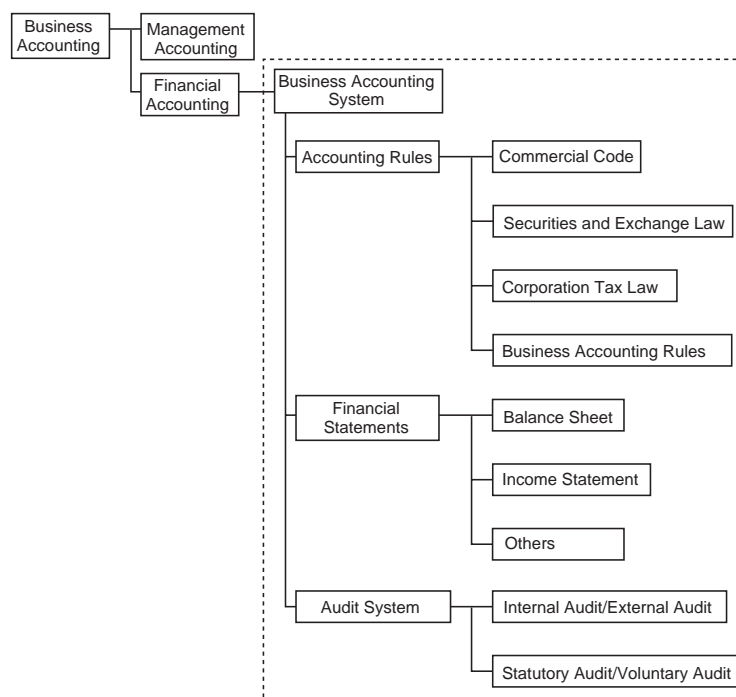 Business
Accounting
Management
Accounting
Financial
Accounting
Business Accounting
System
Accounting Rules
Commercial Code
Securities and Exchange Law
Corporation Tax Law
Business Accounting Rules
Financial
Statements
Balance Sheet
Income Statement
Others
Audit System
Internal Audit/External Audit
Statutory Audit/Voluntary Audit